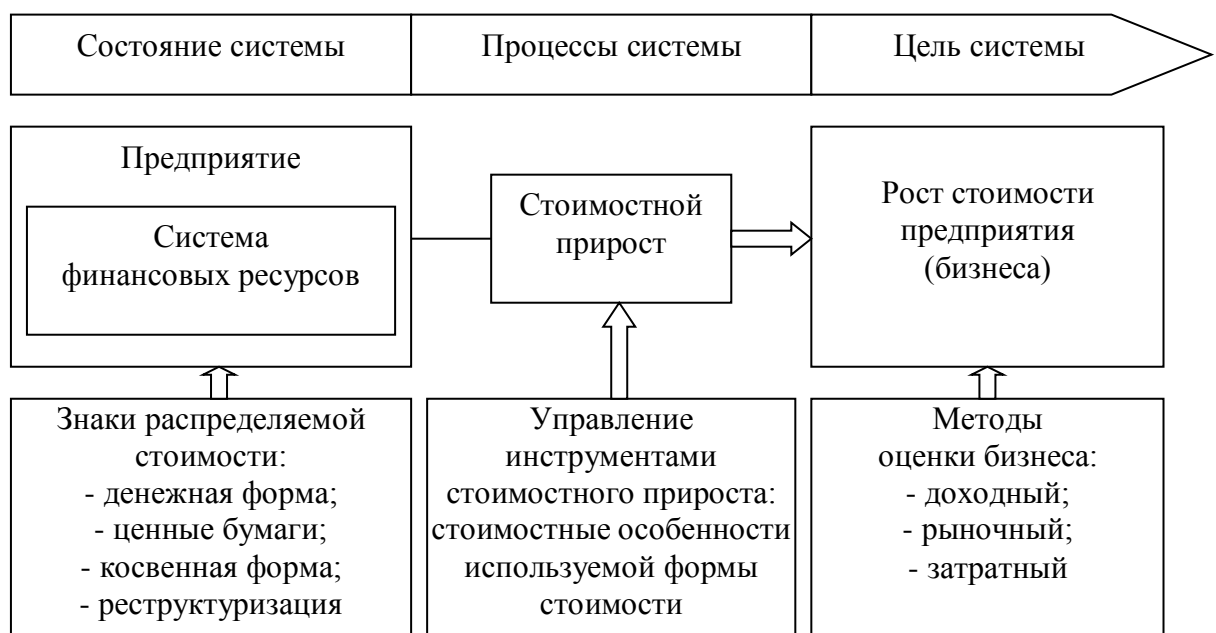 Состояние системы
Процессы системы
Цель системы
Предприятие
Система
финансовых ресурсов
Стоимостной
прирост
Рост стоимости
предприятия
(бизнеса)
Знаки распределяемой
стоимости:
- денежная форма;
- ценные бумаги;
- косвенная форма;
- реструктуризация
Управление
инструментами
стоимостного прироста:
стоимостные особенности
используемой формы
стоимости
Методы
оценки бизнеса:
- доходный;
- рыночный;
- затратный